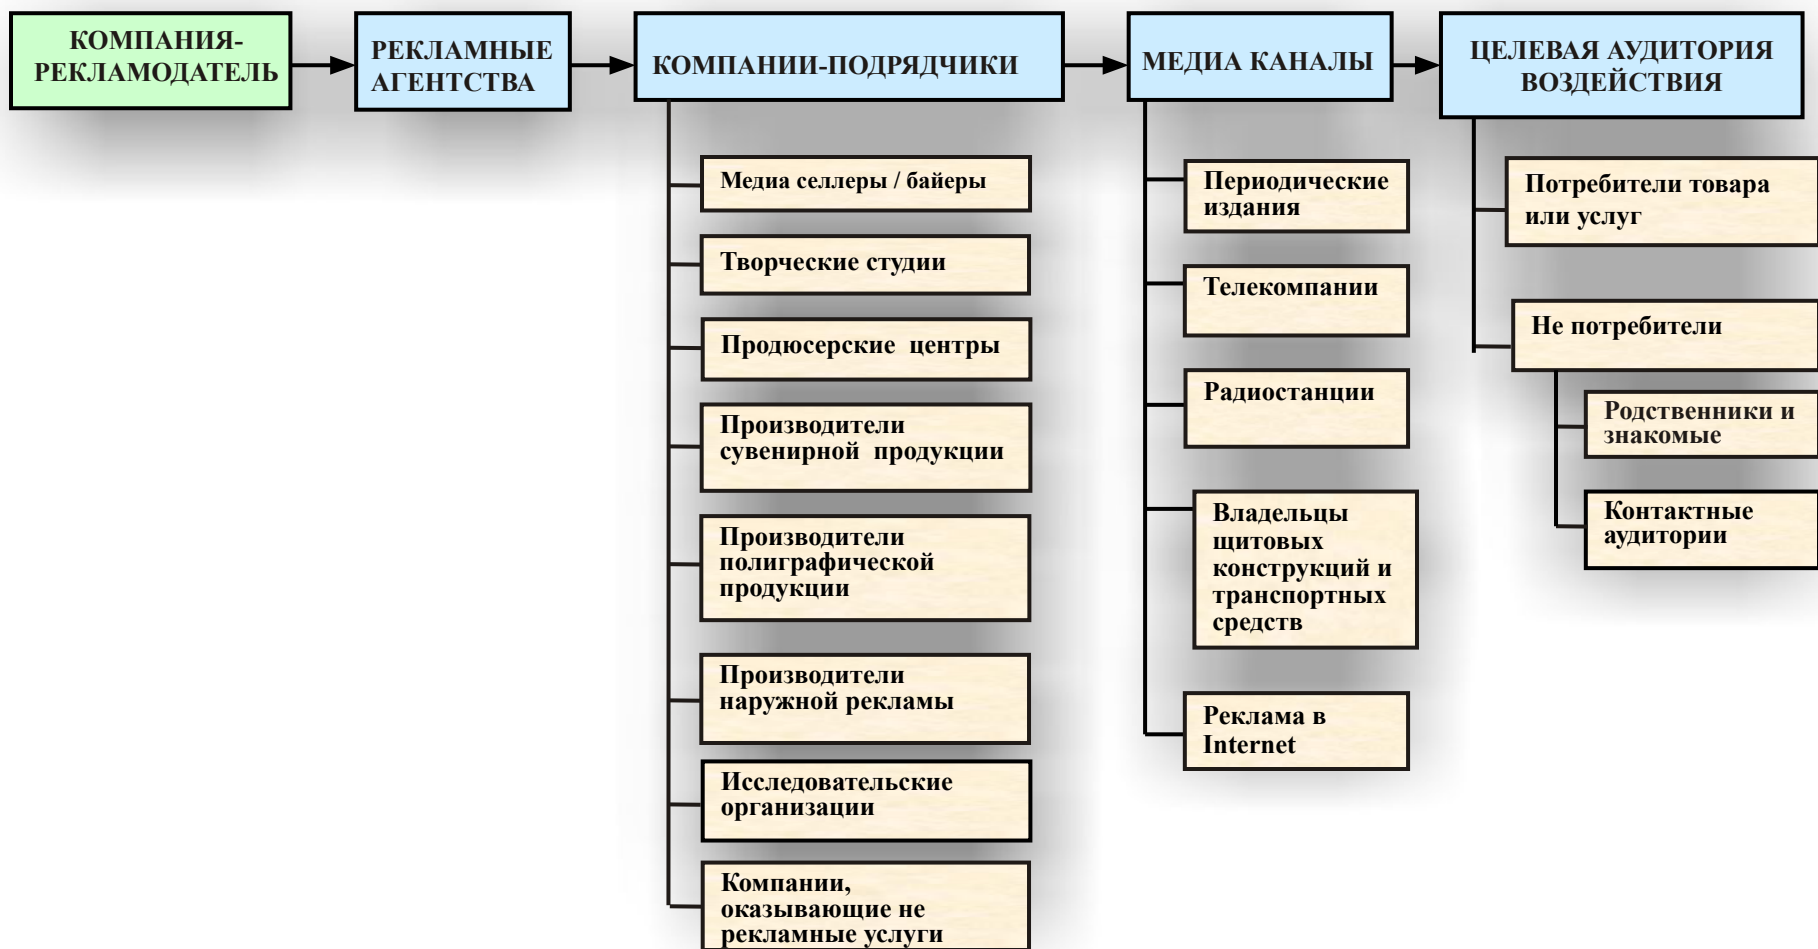 КОМПАНИЯ-
РЕКЛАМОДАТЕЛЬ
РЕКЛАМНЫЕ
АГЕНТСТВА
КОМПАНИИ-ПОДРЯДЧИКИ
МЕДИА КАНАЛЫ
ЦЕЛЕВАЯ АУДИТОРИЯ
ВОЗДЕЙСТВИЯ
Медиа селлеры / байеры
Творческие студии
Продюсерские центры
Производители
сувенирной продукции
Производители
полиграфической
продукции
Производители
наружной рекламы
Исследовательские
организации
Компании,
оказывающие не
рекламные услуги
Периодические
издания
Телекомпании
Радиостанции
Владельцы
щитовых
конструкций и
транспортных
средств
Реклама в
Internet
Потребители товара
или услуг
Не потребители
Родственники и
знакомые
Контактные
аудитории